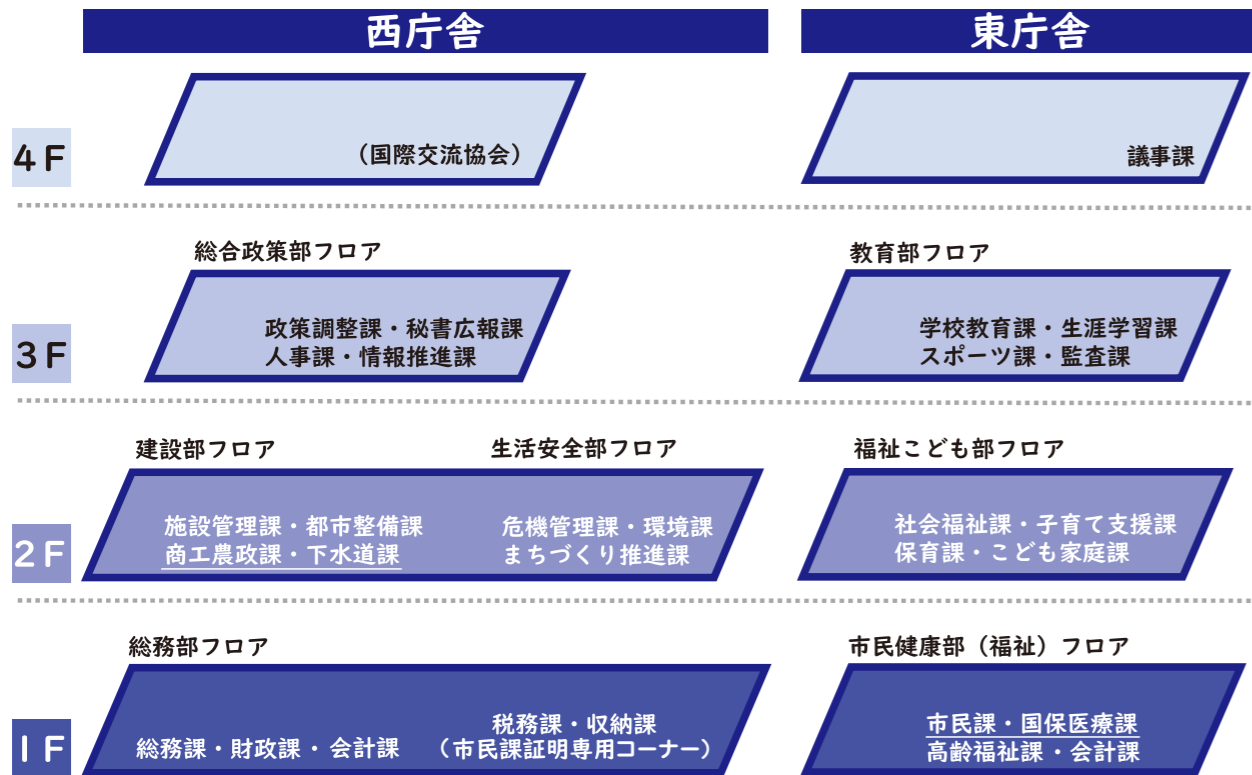 西庁舎
東庁舎
4F
(国際交流協会)
議事課
総合政策部フロア
教育部フロア
3F
政策調整課・秘書広報課
人事課・情報推進課
学校教育課・生涯学習課
スポーツ課・監査課
建設部フロア
生活安全部フロア
福祉こども部フロア
2F
施設管理課・都市整備課
商工農政課・下水道課
危機管理課・環境課
まちづくり推進課
社会福祉課・子育て支援課
保育課・こども家庭課
総務部フロア
市民健康部(福祉)フロア
1F
総務課・財政課・会計課
税務課・収納課
(市民課証明専用コーナー)
市民課・国保医療課
高齢福祉課・会計課